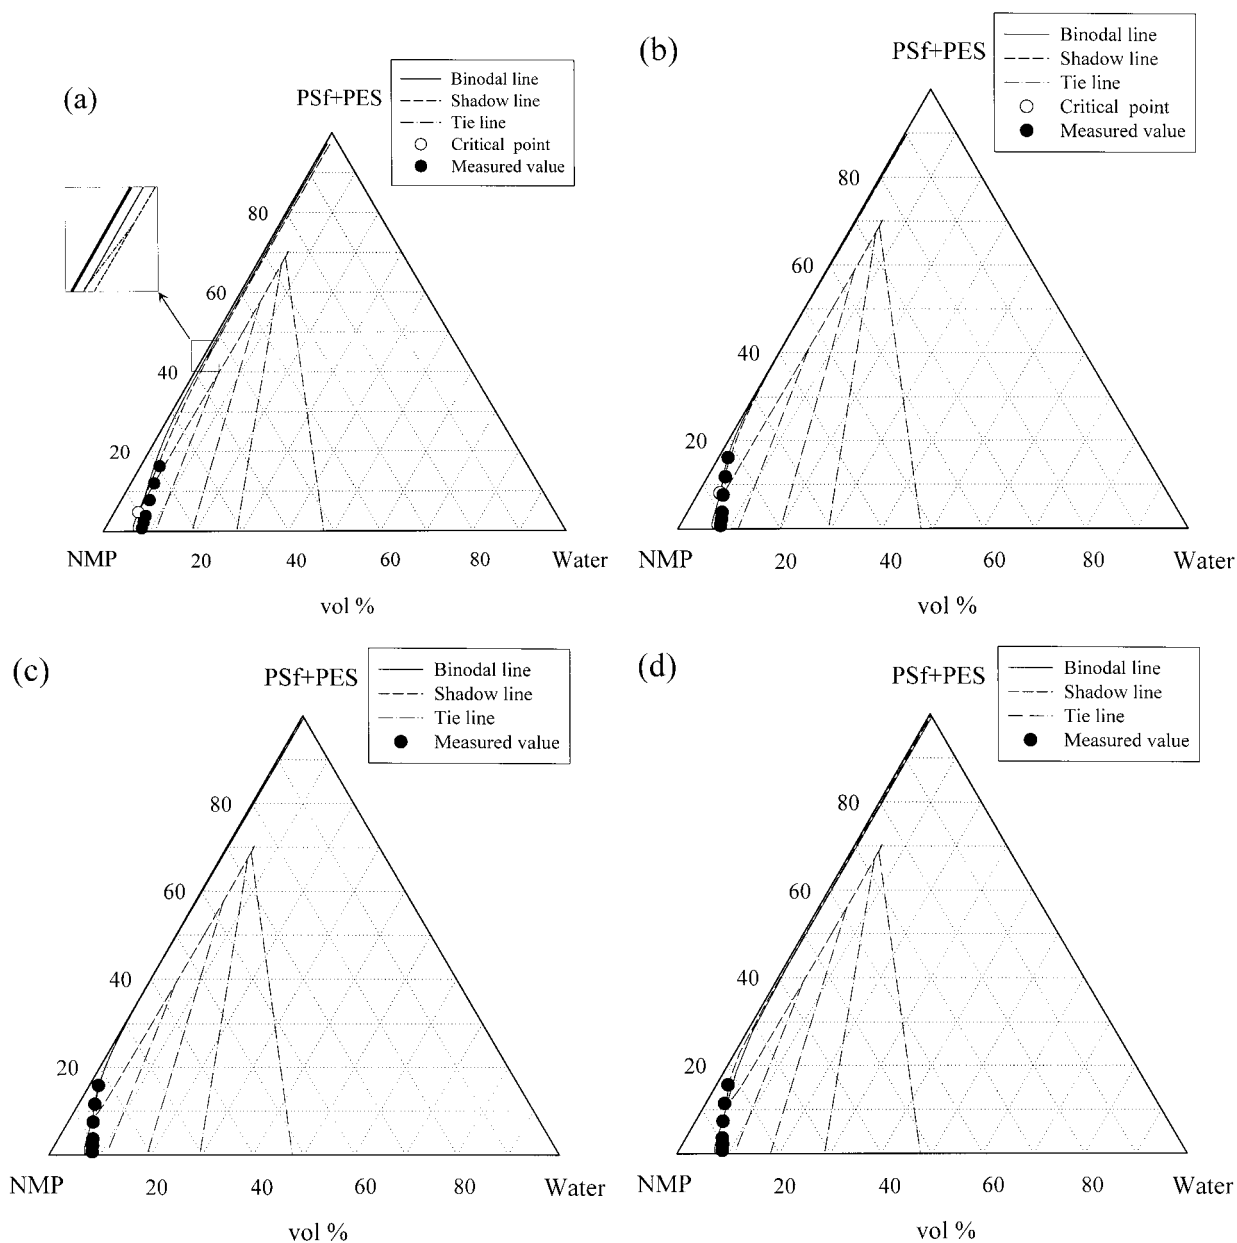 (a)
PSf+PES
Binodal line
Shadow line
Tie line
Critical point
Measured value
80
60
40
20
NMP
20
40
60
80
Water
vol %
(b)
PSf+PES
Binodal line
Shadow line
Tie line
Critical point
Measured value
80
60
40
20
NMP
20
40
60
80
Water
vol %
(c)
PSf+PES
Binodal line
Shadow line
Tie line
Measured value
80
60
40
20
NMP
20
40
60
80
Water
vol %
(d)
PSf+PES
Binodal line
Shadow line
Tie line
Measured value
80
60
40
20
NMP
20
40
60
80
Water
vol %